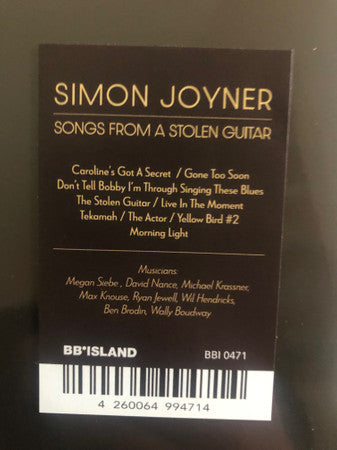 SIMON JOYNER
SONGS FROM A STOLEN GUITAR
Caroline's Got A Secret / Gone Too Soon
Don't Tell Bobby I'm Through Singing These Blues
The Stolen Guitar / Live In The Moment
Tekamah / The Actor / Yellow Bird #2
Morning Light
Musicians:
Megan Siebe , David Nance, Michael Krassner,
Max Knouse, Ryan Jewell, Wil Hendricks,
Ben Brodin, Wally Boudway
BB*ISLAND BBI 0471
4 260064 994714